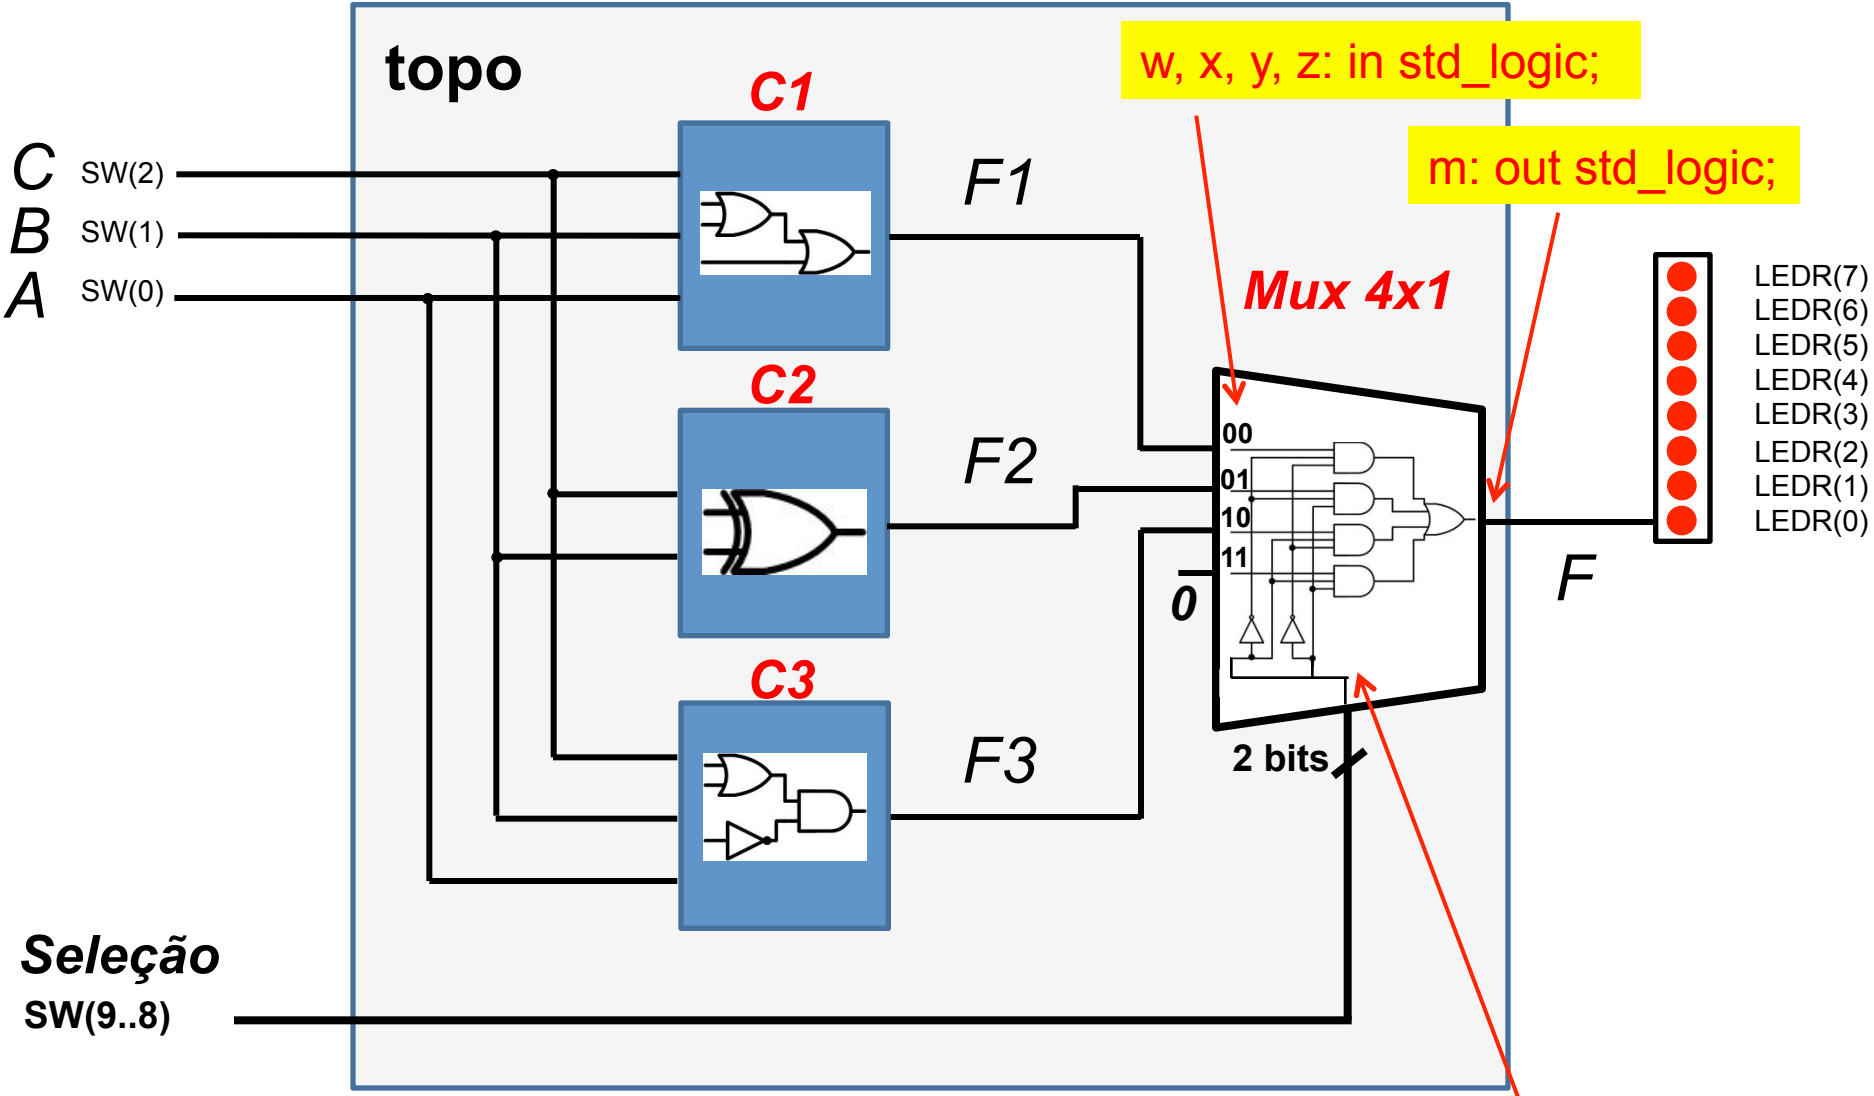 topo
w, x, y, z: in std_logic;
C1
m: out std_logic;
C SW(2)
F1
B SW(1)
A SW(0)
Mux 4x1
LEDR(7)
LEDR(6)
LEDR(5)
LEDR(4)
LEDR(3)
LEDR(2)
LEDR(1)
LEDR(0)
C2
F2
00
01
10
11
0
F
C3
F3
2 bits
Seleção
SW(9..8)